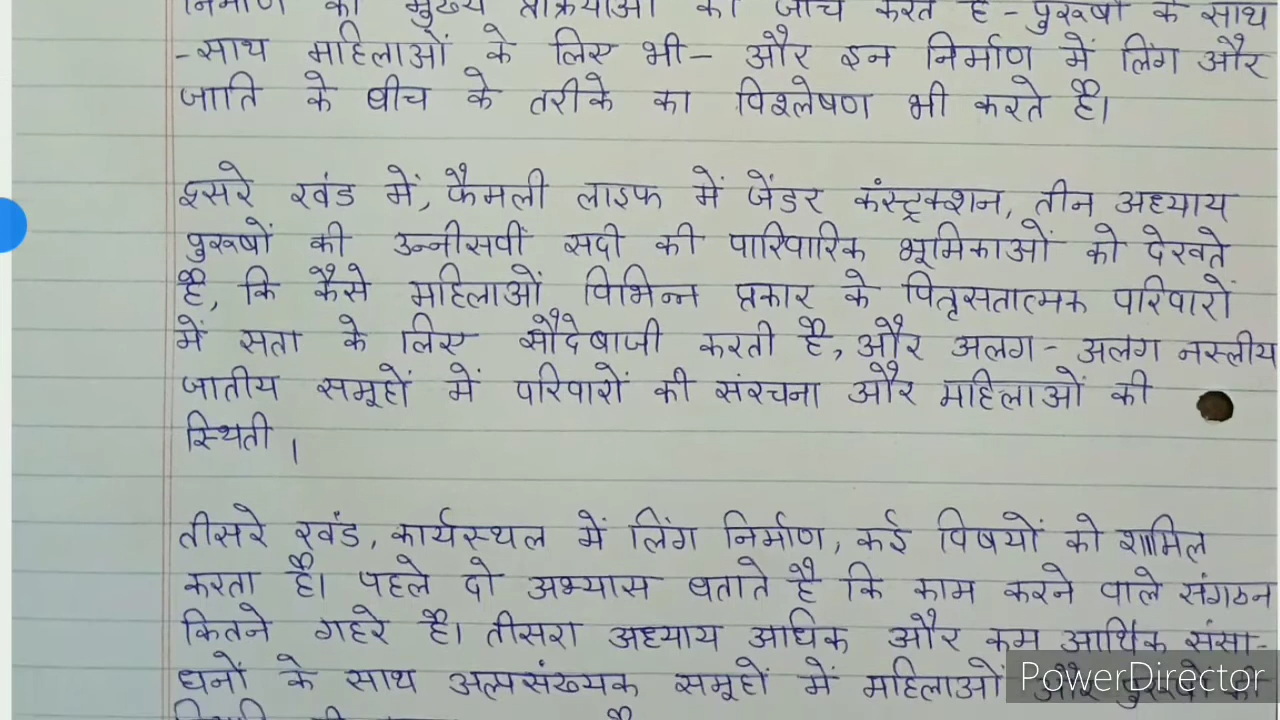 निर्माण की मुख्य प्रक्रियाओं की जांच करते है - पुरूषों के साथ
-साथ महिलाओं के लिए भी- और इन निर्माण में लिंग और
जाति के बीच के तरीके का विश्लेषण भी करते है।
दुसरे खंड में, फैमली लाइफ में जेंडर कंस्ट्रक्शन, तीन अध्याय
पुरूषों की उन्नीसवीं सदी की पारिवारिक भूमिकाओं को देखते
है, कि कैसे महिलाओं विभिन्न प्रकार के पितृसतात्मक परिवारों
में सता के लिए सौदेबाजी करती है, और अलग- अलग नस्लीय
जातीय समूहों में परिवारों की संरचना और महिलाओं की
स्थिती।
तीसरे खंड, कार्यस्थल में लिंग निर्माण, कई विषयों को शामिल
करता है। पहले दो अभ्यास बताते है कि काम करने वाले संगठन
कितने गहरे है। तीसरा अध्याय अधिक और कम आर्थिक संसा-
धनों के साथ अल्पसंख्यक समूहों में महिलाओं और पुरूषों की
PowerDirector